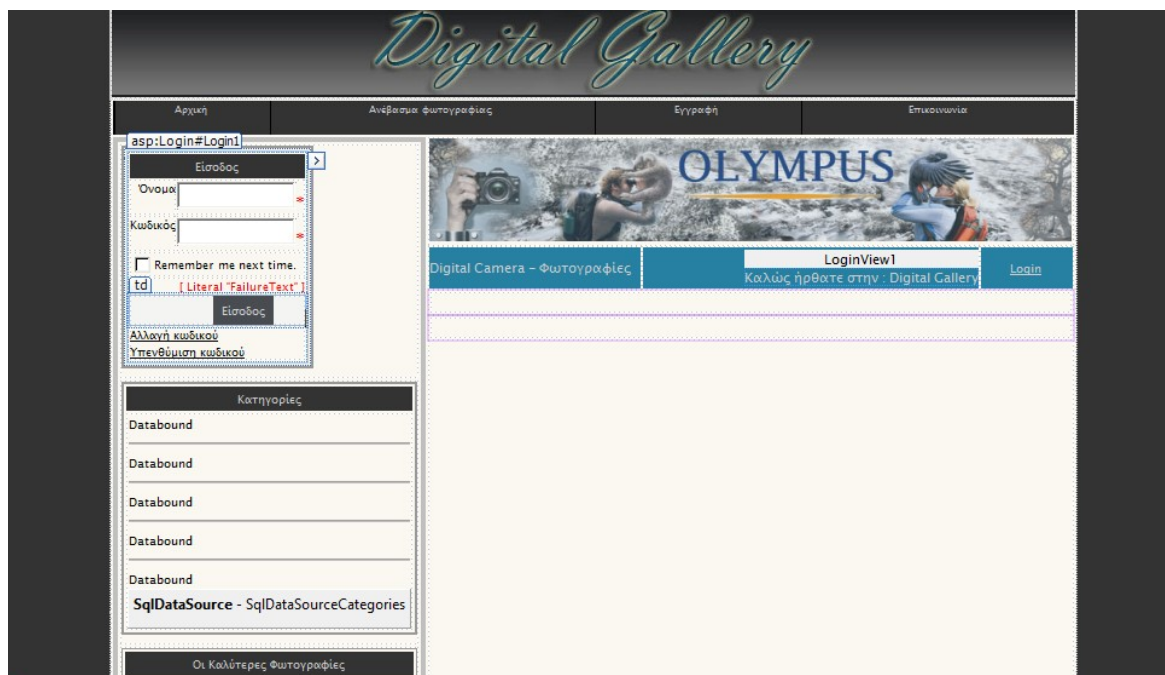 Digital Gallery
Αρχική
Ανέβασμα φωτογραφίας
Εγγραφή
Επικοινωνία
asp:Login#Login1
Είσοδος
>
Όνομα
*
Κωδικός
*
Remember me next time.
td
[ Literal "FailureText" ]
Είσοδος
Αλλαγή κωδικού
Υπενθύμιση κωδικού
Κατηγορίες
Databound
Databound
Databound
Databound
Databound
SqlDataSource - SqlDataSourceCategories
Οι Καλύτερες Φωτογραφίες
OLYMPUS
Digital Camera – Φωτογραφίες
LoginView1
Καλώς ήρθατε στην : Digital Gallery
Login